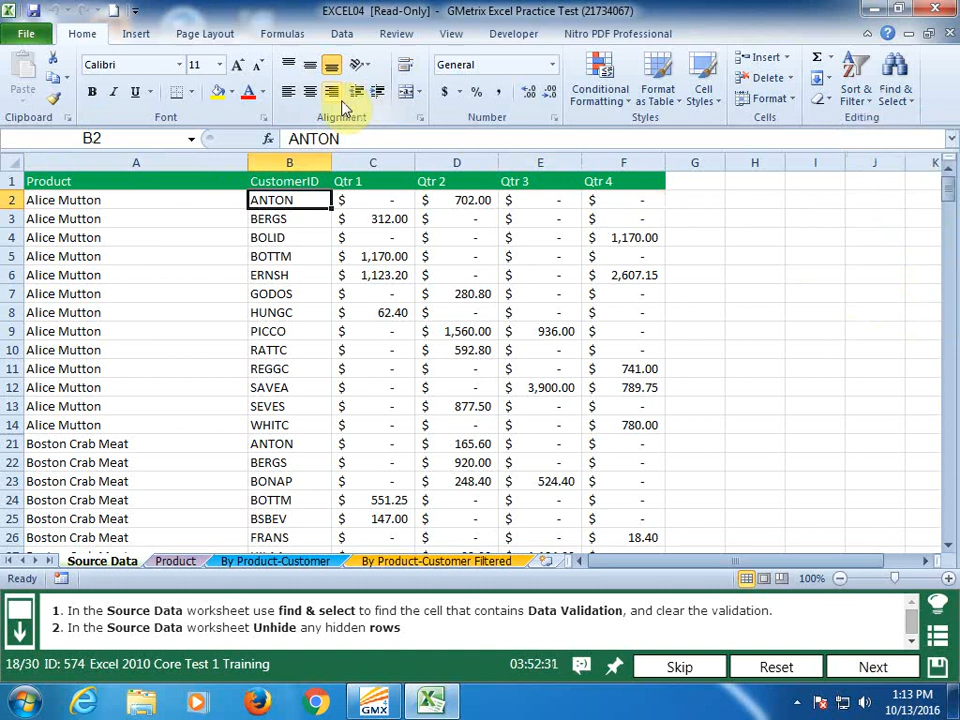 EXCEL04 [Read-Only] - GMetrix Excel Practice Test (21734067)
File Home Insert Page Layout Formulas Data Review View Developer Nitro PDF Professional
Paste Calibri 11 General Conditional Formatting Format as Table Cell Styles Insert Delete Format Sort & Filter Find & Select
Clipboard Font Alignment Number Styles Cells Editing
B2 fx ANTON
A B C D E F G H I J K
1 Product CustomerID Qtr 1 Qtr 2 Qtr 3 Qtr 4
2 Alice Mutton ANTON $ - $ 702.00 $ - $ -
3 Alice Mutton BERGS $ 312.00 $ - $ - $ -
4 Alice Mutton BOLID $ - $ - $ - $ 1,170.00
5 Alice Mutton BOTTM $ 1,170.00 $ - $ - $ -
6 Alice Mutton ERNSH $ 1,123.20 $ - $ - $ 2,607.15
7 Alice Mutton GODOS $ - $ 280.80 $ - $ -
8 Alice Mutton HUNGC $ 62.40 $ - $ - $ -
9 Alice Mutton PICCO $ - $ 1,560.00 $ 936.00 $ -
10 Alice Mutton RATTC $ - $ 592.80 $ - $ -
11 Alice Mutton REGGC $ - $ - $ - $ 741.00
12 Alice Mutton SAVEA $ - $ - $ 3,900.00 $ 789.75
13 Alice Mutton SEVES $ - $ 877.50 $ - $ -
14 Alice Mutton WHITC $ - $ - $ - $ 780.00
21 Boston Crab Meat ANTON $ - $ 165.60 $ - $ -
22 Boston Crab Meat BERGS $ - $ 920.00 $ - $ -
23 Boston Crab Meat BONAP $ - $ 248.40 $ 524.40 $ -
24 Boston Crab Meat BOTTM $ 551.25 $ - $ - $ -
25 Boston Crab Meat BSBEV $ 147.00 $ - $ - $ -
26 Boston Crab Meat FRANS $ - $ - $ - $ 18.40
Source Data Product By Product-Customer By Product-Customer Filtered
Ready 100%
1. In the Source Data worksheet use find & select to find the cell that contains Data Validation, and clear the validation.
2. In the Source Data worksheet Unhide any hidden rows
18/30 ID: 574 Excel 2010 Core Test 1 Training 03:52:31 Skip Reset Next
GMX 1:13 PM
10/13/2016